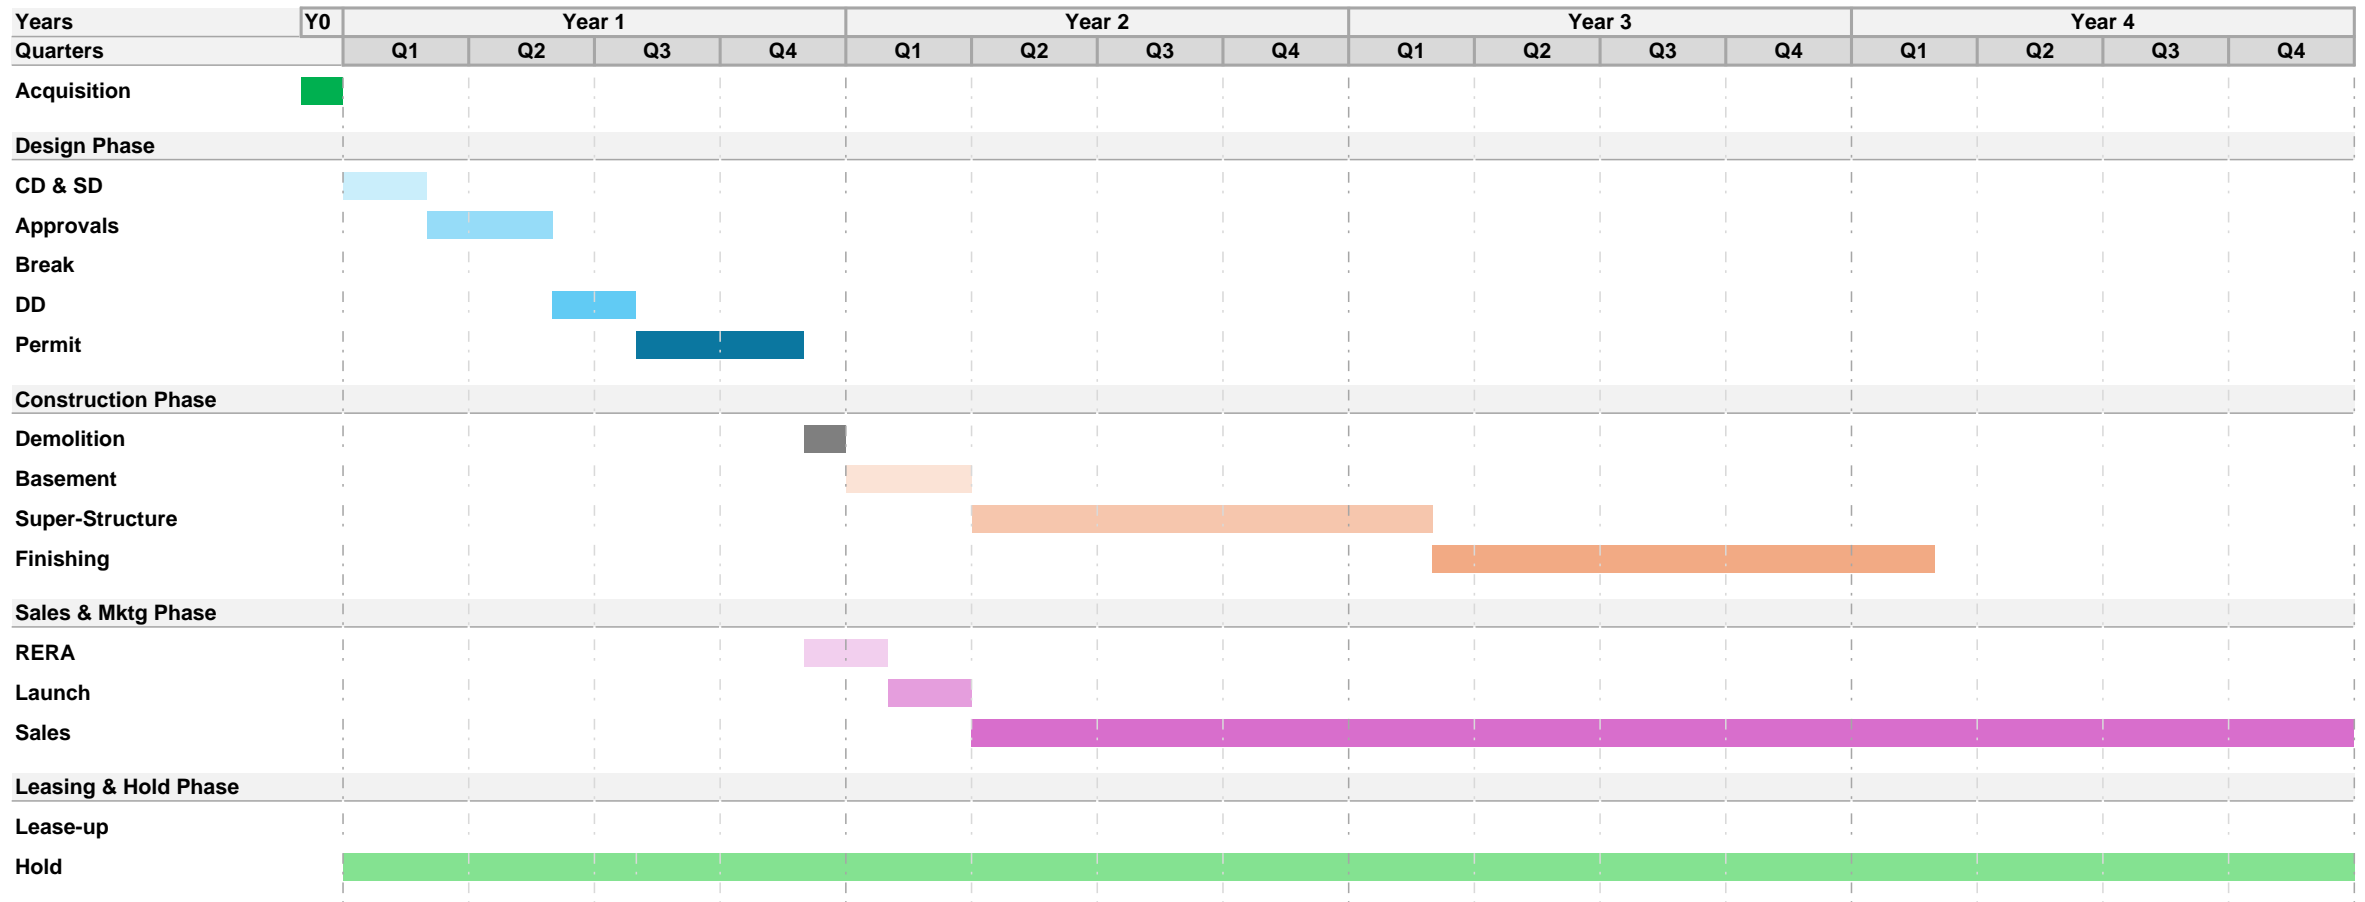 Years Y0 Year 1 Year 2 Year 3 Year 4
Quarters Q1 Q2 Q3 Q4 Q1 Q2 Q3 Q4 Q1 Q2 Q3 Q4 Q1 Q2 Q3 Q4
Acquisition
Design Phase
CD & SD
Approvals
Break
DD
Permit
Construction Phase
Demolition
Basement
Super-Structure
Finishing
Sales & Mktg Phase
RERA
Launch
Sales
Leasing & Hold Phase
Lease-up
Hold